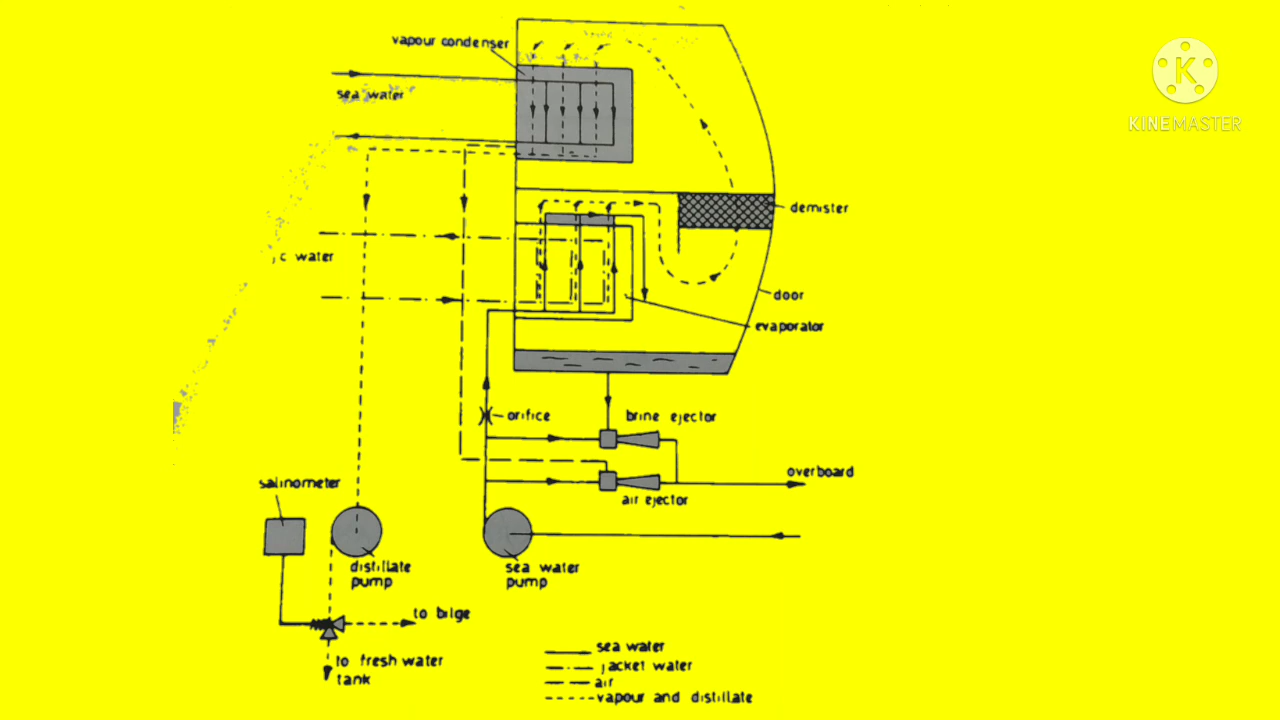 vapour condenser
K
KINEMASTER
sea water
demister
j c water
door
evaporator
orifice
brine ejector
overboard
salinometer
air ejector
distillate
pump
sea water
pump
to bilge
to fresh water
tank
sea water
jacket water
air
vapour and distillate